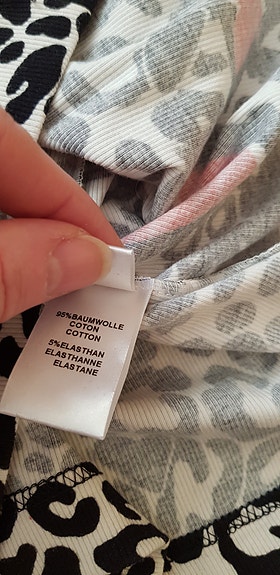 95%BAUMWOLLE
COTON
COTTON
5%ELASTHAN
ELASTHANNE
ELASTANE